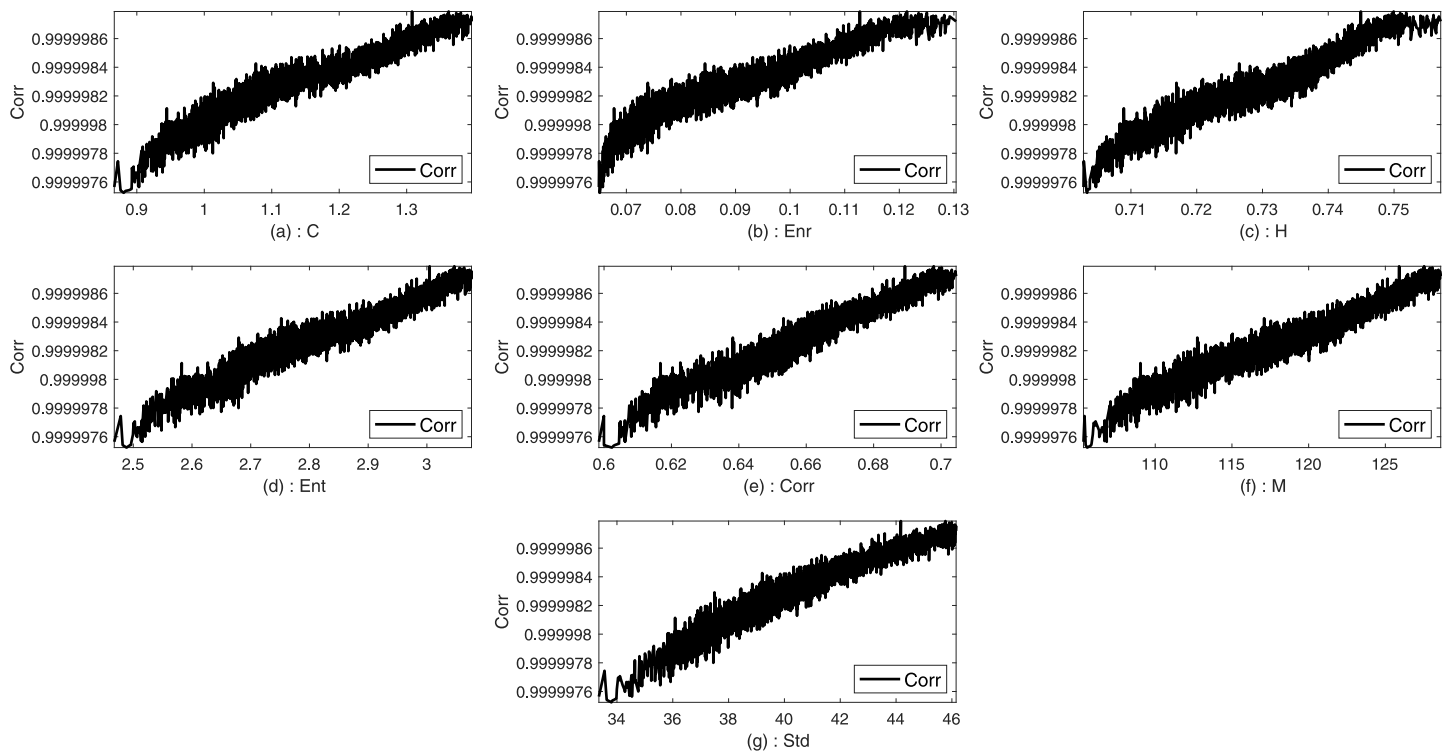 0.9999986
0.9999984
0.9999982
0.999998
0.9999978
0.9999976
Corr
Corr
0.9 1 1.1 1.2 1.3
(a) : C
0.9999986
0.9999984
0.9999982
0.999998
0.9999978
0.9999976
Corr
Corr
0.07 0.08 0.09 0.1 0.11 0.12 0.13
(b) : Enr
0.9999986
0.9999984
0.9999982
0.999998
0.9999978
0.9999976
Corr
Corr
0.71 0.72 0.73 0.74 0.75
(c) : H
0.9999986
0.9999984
0.9999982
0.999998
0.9999978
0.9999976
Corr
Corr
2.5 2.6 2.7 2.8 2.9 3
(d) : Ent
0.9999986
0.9999984
0.9999982
0.999998
0.9999978
0.9999976
Corr
Corr
0.6 0.62 0.64 0.66 0.68 0.7
(e) : Corr
0.9999986
0.9999984
0.9999982
0.999998
0.9999978
0.9999976
Corr
Corr
110 115 120 125
(f) : M
0.9999986
0.9999984
0.9999982
0.999998
0.9999978
0.9999976
Corr
Corr
34 36 38 40 42 44 46
(g) : Std